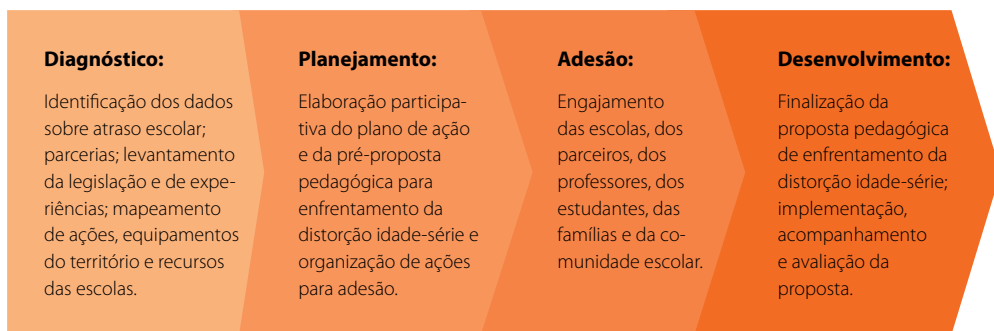 Diagnóstico:
Identificação dos dados
sobre atraso escolar;
parcerias; levantamento
da legislação e de expe-
riências; mapeamento
de ações, equipamentos
do território e recursos
das escolas.
Planejamento:
Elaboração participa-
tiva do plano de ação
e da pré-proposta
pedagógica para
enfrentamento da
distorção idade-série e
organização de ações
para adesão.
Adesão:
Engajamento
das escolas, dos
parceiros, dos
professores, dos
estudantes, das
famílias e da co-
munidade escolar.
Desenvolvimento:
Finalização da
proposta pedagógica
de enfrentamento da
distorção idade-série;
implementação,
acompanhamento
e avaliação da
proposta.